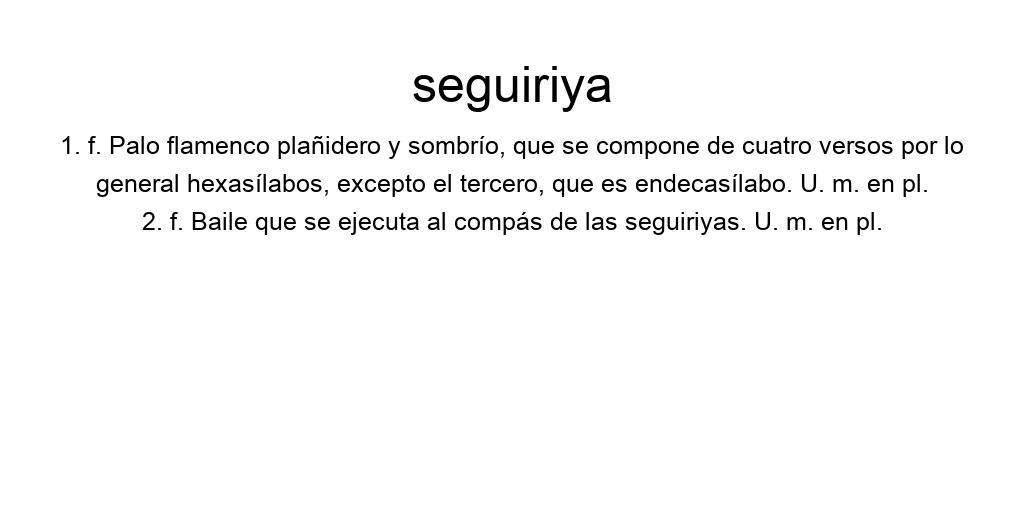 seguiriya
1. f. Palo flamenco plañidero y sombrío, que se compone de cuatro versos por lo
general hexasílabos, excepto el tercero, que es endecasílabo. U. m. en pl.
2. f. Baile que se ejecuta al compás de las seguiriyas. U. m. en pl.